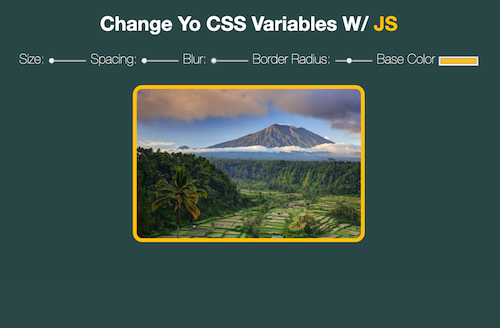 Change Yo CSS Variables W/ JS
Size: Spacing: Blur: Border Radius: Base Color